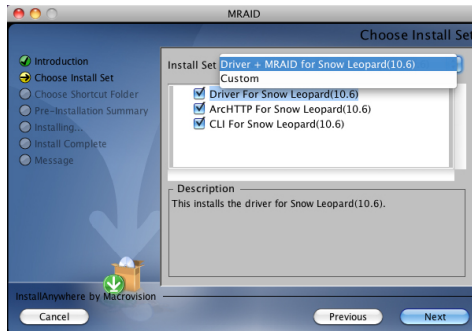 MRAID
Choose Install Set
Introduction
Choose Install Set
Choose Shortcut Folder
Pre-Installation Summary
Installing...
Install Complete
Message
Install Set
Driver + MRAID for Snow Leopard(10.6)
Custom
Driver For Snow Leopard(10.6)
ArcHTTP For Snow Leopard(10.6)
CLI For Snow Leopard(10.6)
Description
This installs the driver for Snow Leopard(10.6).
InstallAnywhere by Macrovision
Cancel
Previous
Next